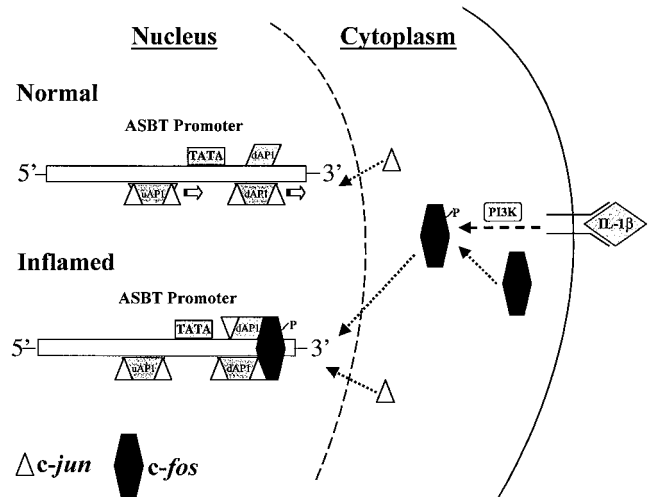 Nucleus
Cytoplasm
Normal
ASBT Promoter
TATA
dAP1
5’
3’
uAP1
dAP1
P
PI3K
IL-1β
Inflamed
ASBT Promoter
TATA
dAP1
P
5’
3’
uAP1
dAP1
c-jun
c-fos